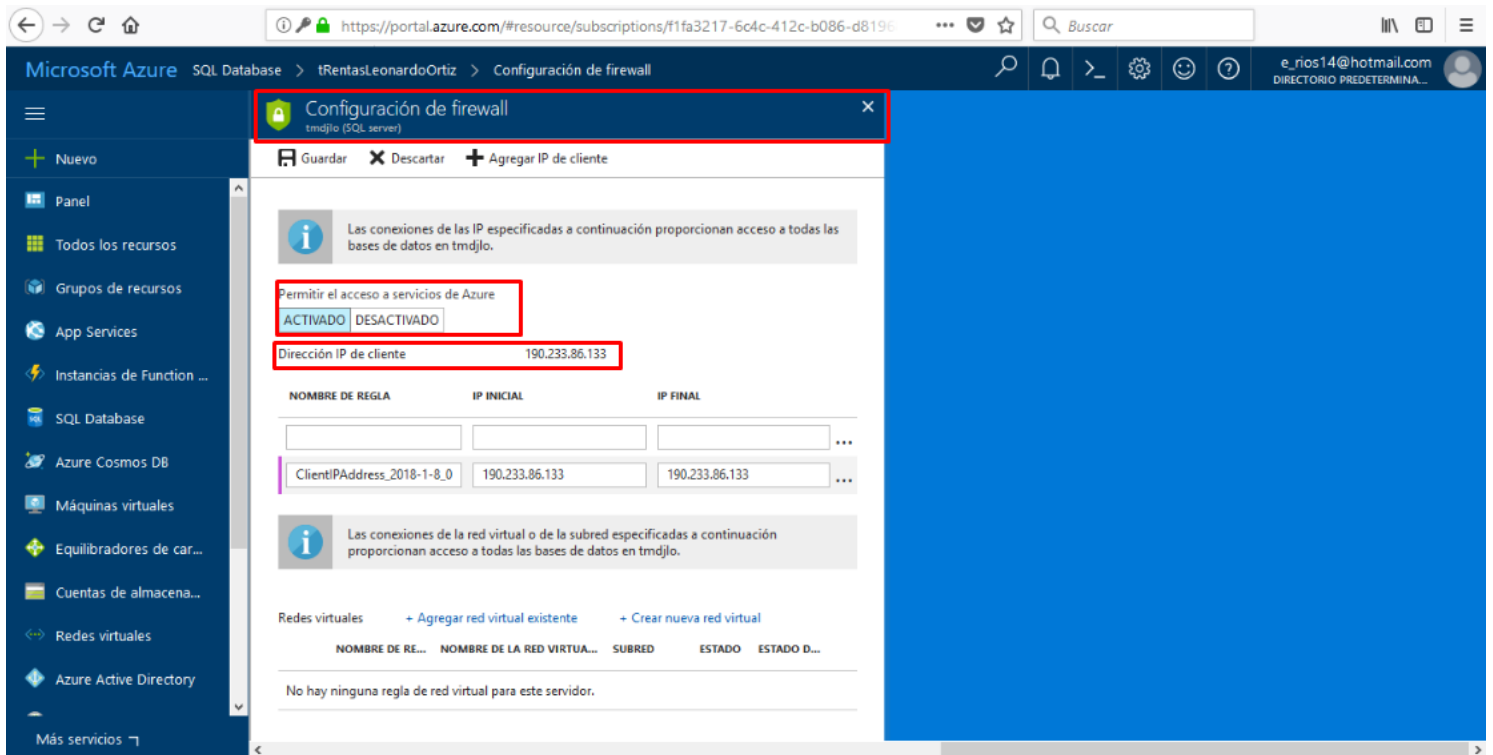 https://portal.azure.com/#resource/subscriptions/f1fa3217-6c4c-412c-b086-d8196
Buscar
Microsoft Azure SQL Database > tRentasLeonardoOrtiz > Configuración de firewall
e_rios14@hotmail.com
DIRECTORIO PREDETERMINA...
Configuración de firewall
tmdjlo (SQL server)
Nuevo
Panel
Todos los recursos
Grupos de recursos
App Services
Instancias de Function ...
SQL Database
Azure Cosmos DB
Máquinas virtuales
Equilibradores de car...
Cuentas de almacena...
Redes virtuales
Azure Active Directory
Más servicios
Guardar Descartar Agregar IP de cliente
Las conexiones de las IP especificadas a continuación proporcionan acceso a todas las
bases de datos en tmdjlo.
Permitir el acceso a servicios de Azure
ACTIVADO DESACTIVADO
Dirección IP de cliente 190.233.86.133
NOMBRE DE REGLA IP INICIAL IP FINAL
ClientIPAddress_2018-1-8_0 190.233.86.133 190.233.86.133
Las conexiones de la red virtual o de la subred especificadas a continuación
proporcionan acceso a todas las bases de datos en tmdjlo.
Redes virtuales + Agregar red virtual existente + Crear nueva red virtual
NOMBRE DE RE... NOMBRE DE LA RED VIRTUA... SUBRED ESTADO ESTADO D...
No hay ninguna regla de red virtual para este servidor.